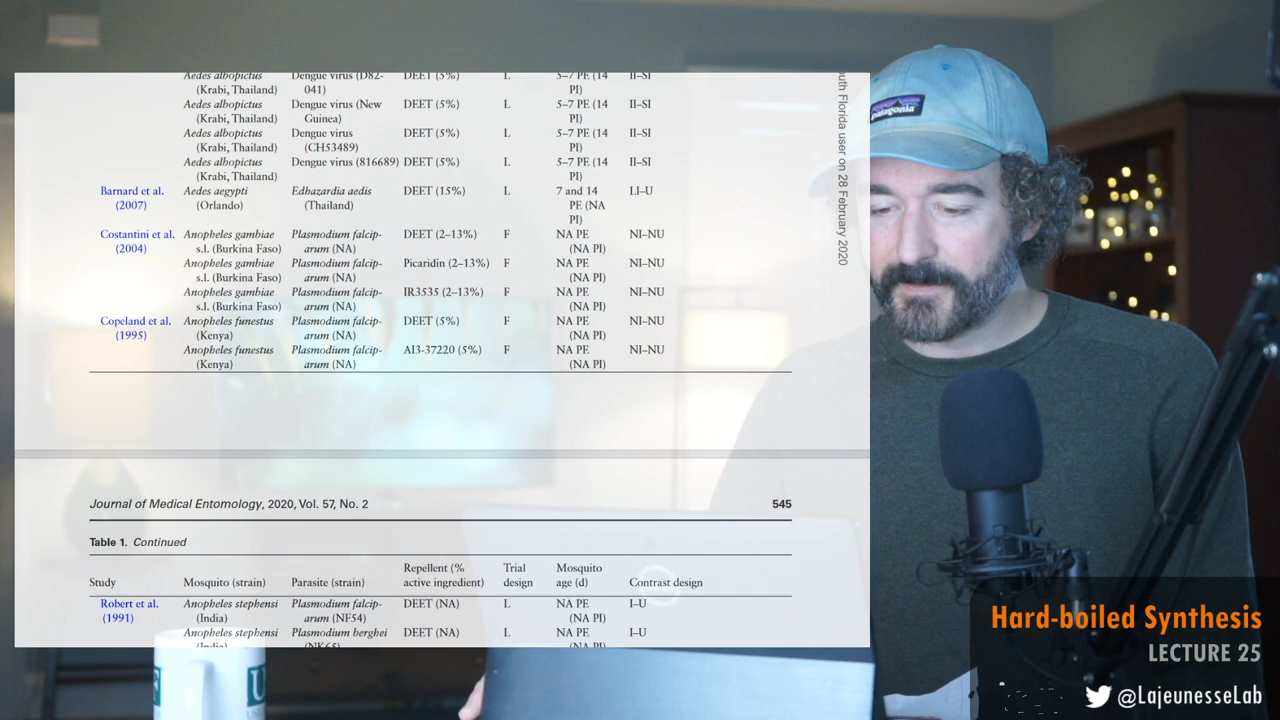 Aedes albopictus Dengue virus (D82- DEET (5%) L 5–7 PE (14 II–SI
(Krabi, Thailand) 041) PI)
Aedes albopictus Dengue virus (New DEET (5%) L 5–7 PE (14 II–SI
(Krabi, Thailand) Guinea) PI)
Aedes albopictus Dengue virus DEET (5%) L 5–7 PE (14 II–SI
(Krabi, Thailand) (CH53489) PI)
Aedes albopictus Dengue virus (816689) DEET (5%) L 5–7 PE (14 II–SI
(Krabi, Thailand) PI)
Barnard et al. Aedes aegypti Edhazardia aedis DEET (15%) L 7 and 14 LI–U
(2007) (Orlando) (Thailand) PE (NA
PI)
Costantini et al. Anopheles gambiae Plasmodium falcip- DEET (2–13%) F NA PE NI–NU
(2004) s.l. (Burkina Faso) arum (NA) (NA PI)
Anopheles gambiae Plasmodium falcip- Picaridin (2–13%) F NA PE NI–NU
s.l. (Burkina Faso) arum (NA) (NA PI)
Anopheles gambiae Plasmodium falcip- IR3535 (2–13%) F NA PE NI–NU
s.l. (Burkina Faso) arum (NA) (NA PI)
Copeland et al. Anopheles funestus Plasmodium falcip- DEET (5%) F NA PE NI–NU
(1995) (Kenya) arum (NA) (NA PI)
Anopheles funestus Plasmodium falcip- AI3-37220 (5%) F NA PE NI–NU
(Kenya) arum (NA) (NA PI)
Journal of Medical Entomology, 2020, Vol. 57, No. 2 545
Table 1. Continued
Repellent (% Trial Mosquito
Study Mosquito (strain) Parasite (strain) active ingredient) design age (d) Contrast design
Robert et al. Anopheles stephensi Plasmodium falcip- DEET (NA) L NA PE I–U
(1991) (India) arum (NF54) (NA PI)
Anopheles stephensi Plasmodium berghei DEET (NA) L NA PE I–U
(India) (NK65) (NA PI)
uth Florida user on 28 February 2020
patagonia
U
Hard-boiled Synthesis
LECTURE 25
@LajeunesseLab